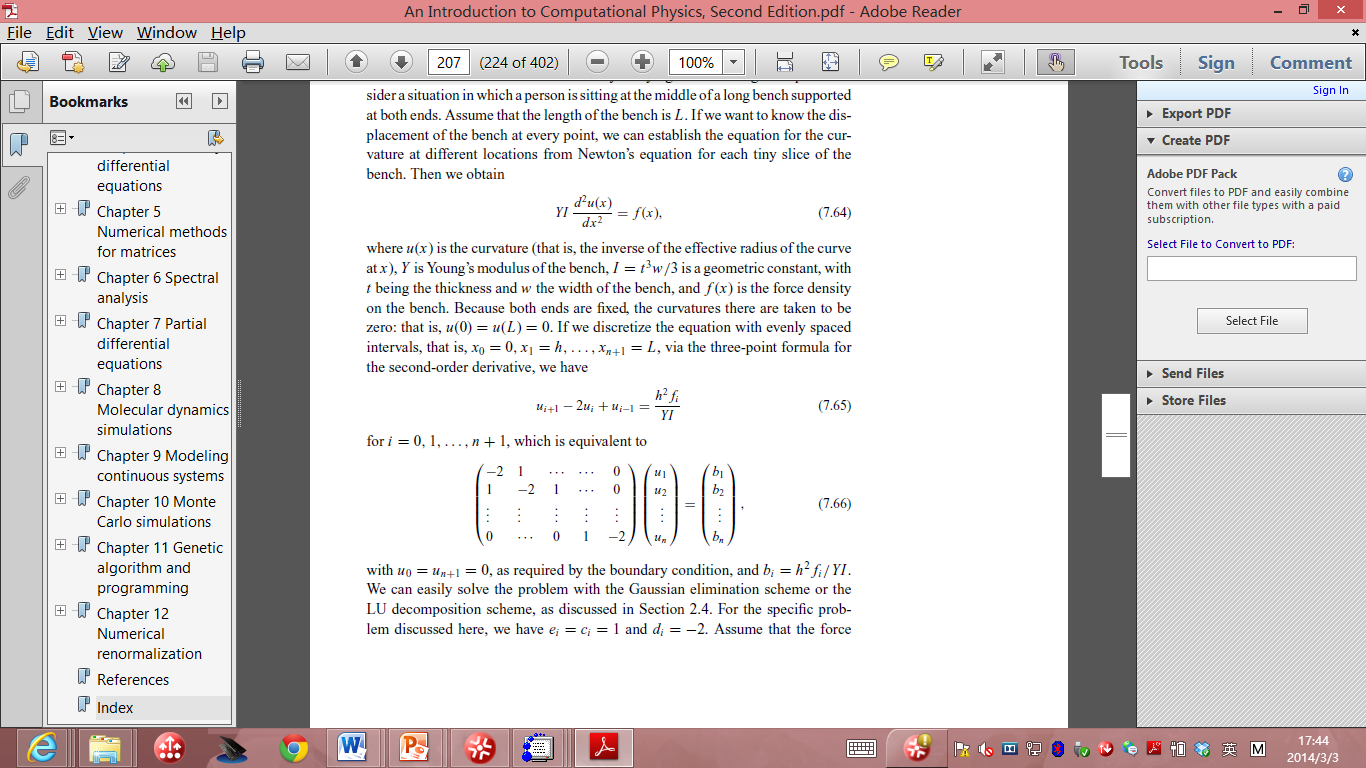 An Introduction to Computational Physics, Second Edition.pdf - Adobe Reader
File Edit View Window Help
207 (224 of 402) 100% Tools Sign Comment
Bookmarks
differential
equations
Chapter 5
Numerical methods
for matrices
Chapter 6 Spectral
analysis
Chapter 7 Partial
differential
equations
Chapter 8
Molecular dynamics
simulations
Chapter 9 Modeling
continuous systems
Chapter 10 Monte
Carlo simulations
Chapter 11 Genetic
algorithm and
programming
Chapter 12
Numerical
renormalization
References
Index
sider a situation in which a person is sitting at the middle of a long bench supported
at both ends. Assume that the length of the bench is L. If we want to know the dis-
placement of the bench at every point, we can establish the equation for the cur-
vature at different locations from Newton's equation for each tiny slice of the
bench. Then we obtain
YI d²u(x)/dx² = f(x), (7.64)
where u(x) is the curvature (that is, the inverse of the effective radius of the curve
at x), Y is Young's modulus of the bench, I = t³w/3 is a geometric constant, with
t being the thickness and w the width of the bench, and f(x) is the force density
on the bench. Because both ends are fixed, the curvatures there are taken to be
zero: that is, u(0) = u(L) = 0. If we discretize the equation with evenly spaced
intervals, that is, x₀ = 0, x₁ = h, . . . , xₙ₊₁ = L, via the three-point formula for
the second-order derivative, we have
uᵢ₊₁ − 2uᵢ + uᵢ₋₁ = h² fᵢ/YI (7.65)
for i = 0, 1, . . . , n + 1, which is equivalent to
−2 1 ⋯ ⋯ 0 u₁ b₁
1 −2 1 ⋯ 0 u₂ b₂
⋮ ⋮ ⋮ ⋮ ⋮ ⋮ = ⋮ , (7.66)
0 ⋯ 0 1 −2 uₙ bₙ
with u₀ = uₙ₊₁ = 0, as required by the boundary condition, and bᵢ = h² fᵢ/YI.
We can easily solve the problem with the Gaussian elimination scheme or the
LU decomposition scheme, as discussed in Section 2.4. For the specific prob-
lem discussed here, we have eᵢ = cᵢ = 1 and dᵢ = −2. Assume that the force
Sign In
Export PDF
Create PDF
Adobe PDF Pack
Convert files to PDF and easily combine
them with other file types with a paid
subscription.
Select File to Convert to PDF:
Select File
Send Files
Store Files
英 M
17:44
2014/3/3